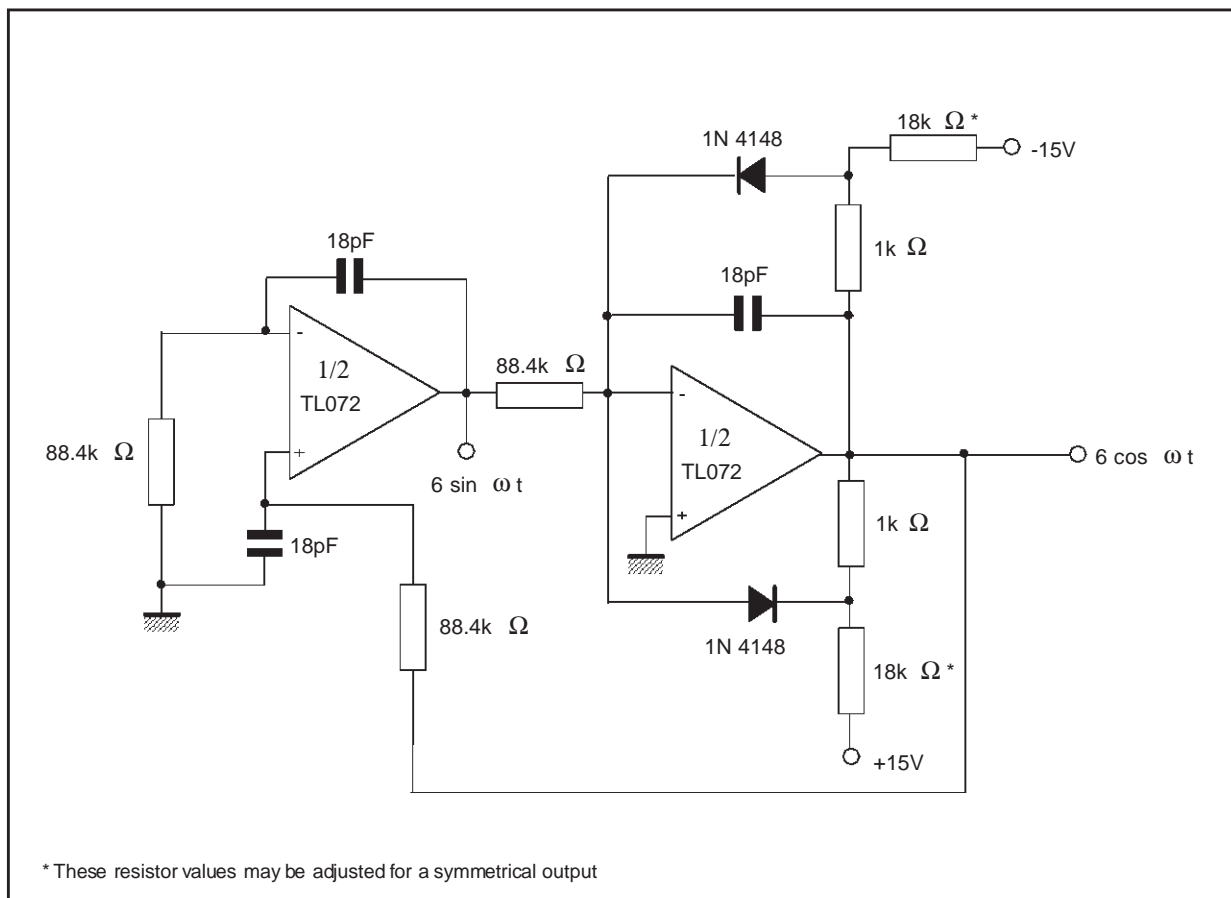 18k Ω *
1N 4148
-15V
18pF
1k Ω
18pF
-
88.4k Ω
1/2
TL072
-
88.4k Ω
1/2
TL072
+
6 sin ω t
6 cos ω t
+
1k Ω
18pF
88.4k Ω
1N 4148
18k Ω *
+15V
* These resistor values may be adjusted for a symmetrical output